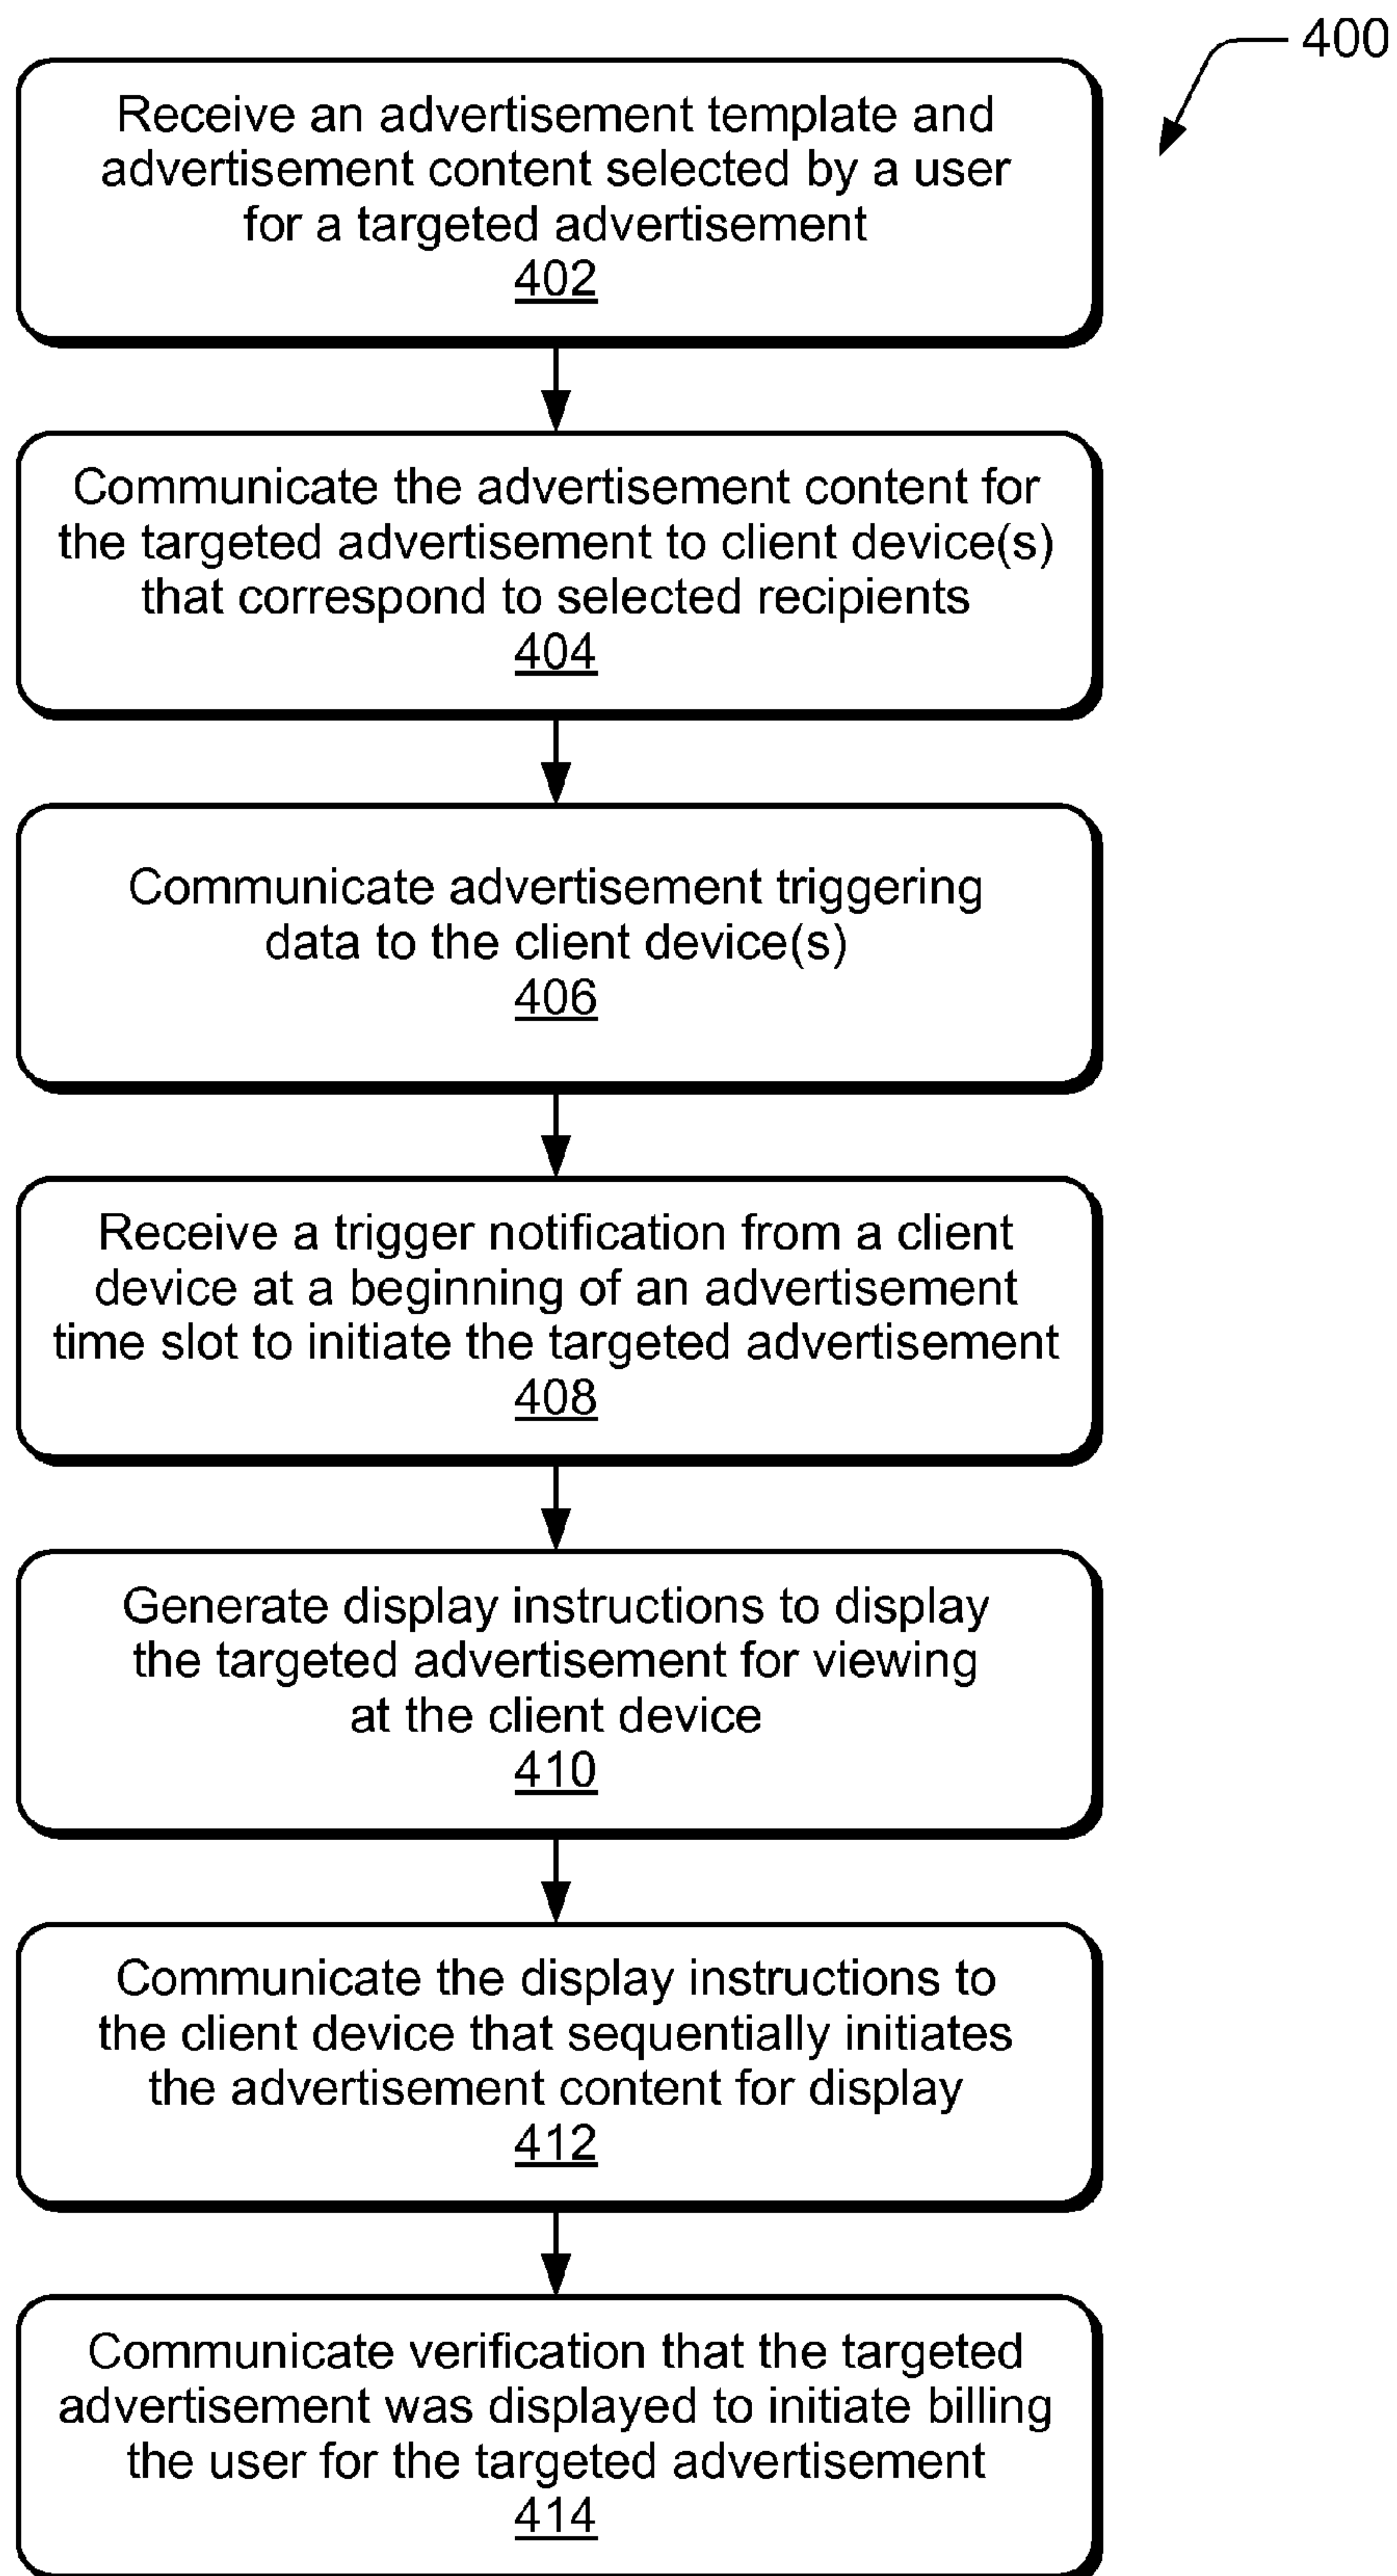 400
Receive an advertisement template and
advertisement content selected by a user
for a targeted advertisement
402
Communicate the advertisement content for
the targeted advertisement to client device(s)
that correspond to selected recipients
404
Communicate advertisement triggering
data to the client device(s)
406
Receive a trigger notification from a client
device at a beginning of an advertisement
time slot to initiate the targeted advertisement
408
Generate display instructions to display
the targeted advertisement for viewing
at the client device
410
Communicate the display instructions to
the client device that sequentially initiates
the advertisement content for display
412
Communicate verification that the targeted
advertisement was displayed to initiate billing
the user for the targeted advertisement
414